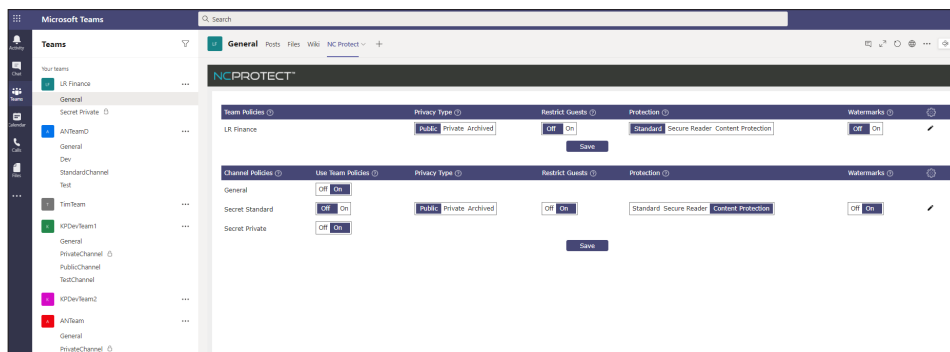 Microsoft Teams
Search
Activity
Chat
Teams
Calendar
Calls
Files
Teams
Your teams
LF LR Finance
General
Secret Private
A ANTeamD
General
Dev
StandardChannel
Test
T TimTeam
K KPDevTeam1
General
PrivateChannel
PublicChannel
TestChannel
K KPDevTeam2
A ANTeam
General
PrivateChannel
LF General Posts Files Wiki NC Protect
NCPROTECT
Team Policies Privacy Type Restrict Guests Protection Watermarks
LR Finance Public Private Archived Off On Standard Secure Reader Content Protection Off On
Save
Channel Policies Use Team Policies Privacy Type Restrict Guests Protection Watermarks
General Off On
Secret Standard Off On Public Private Archived Off On Standard Secure Reader Content Protection Off On
Secret Private Off On
Save